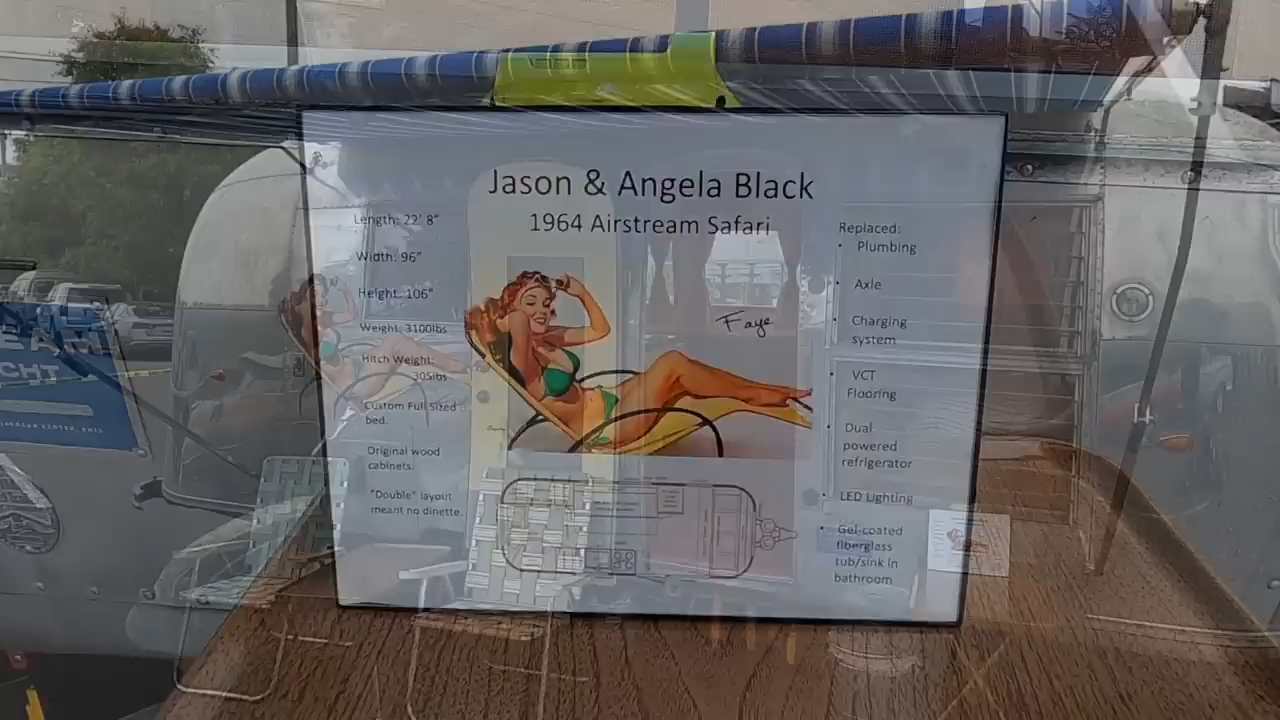 Jason & Angela Black
1964 Airstream Safari
Length: 22' 8"
Width: 96"
Height: 106"
Weight: 3100lbs
Hitch Weight:
305lbs
Custom Full Sized
bed.
Original wood
cabinets.
"Double" layout
meant no dinette.
Faye
Replaced:
• Plumbing
• Axle
• Charging
system
• VCT
Flooring
• Dual
powered
refrigerator
• LED Lighting
• Gel-coated
fiberglass
tub/sink in
bathroom